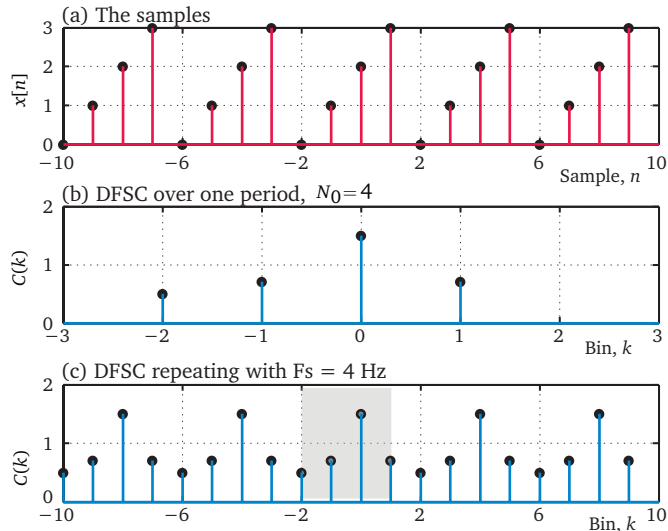 (a) The samples
3
2
1
0
x[n]
−10 −6 −2 2 6 10
Sample, n
(b) DFSC over one period, N0=4
2
1
0
C(k)
−3 −2 −1 0 1 2 3
Bin, k
(c) DFSC repeating with Fs = 4 Hz
2
1
0
C(k)
−10 −6 −2 2 6 10
Bin, k